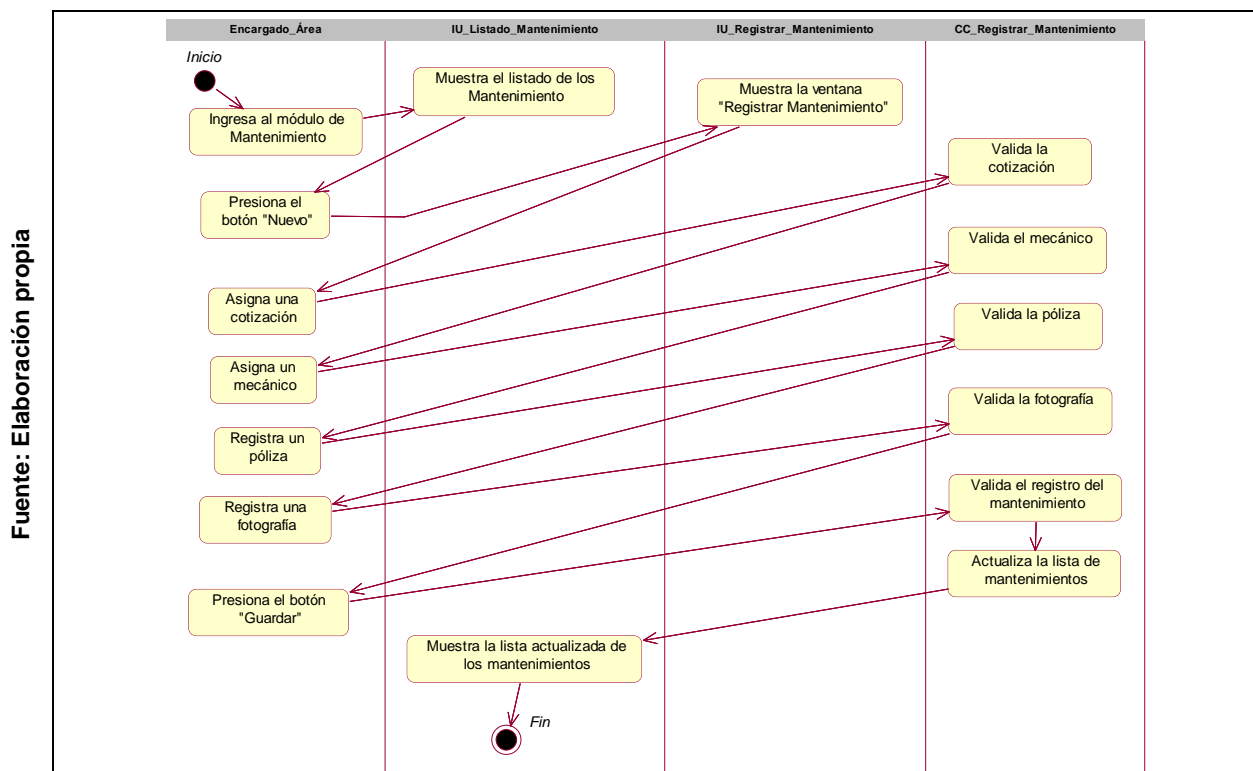 Fuente: Elaboración propia
Encargado_Área
IU_Listado_Mantenimiento
IU_Registrar_Mantenimiento
CC_Registrar_Mantenimiento
Inicio
Ingresa al módulo de
Mantenimiento
Muestra el listado de los
Mantenimiento
Muestra la ventana
"Registrar Mantenimiento"
Presiona el
botón "Nuevo"
Valida la
cotización
Asigna una
cotización
Valida el mecánico
Asigna un
mecánico
Valida la póliza
Registra un
póliza
Valida la fotografía
Registra una
fotografía
Valida el registro del
mantenimiento
Presiona el botón
"Guardar"
Actualiza la lista de
mantenimientos
Muestra la lista actualizada de
los mantenimientos
Fin